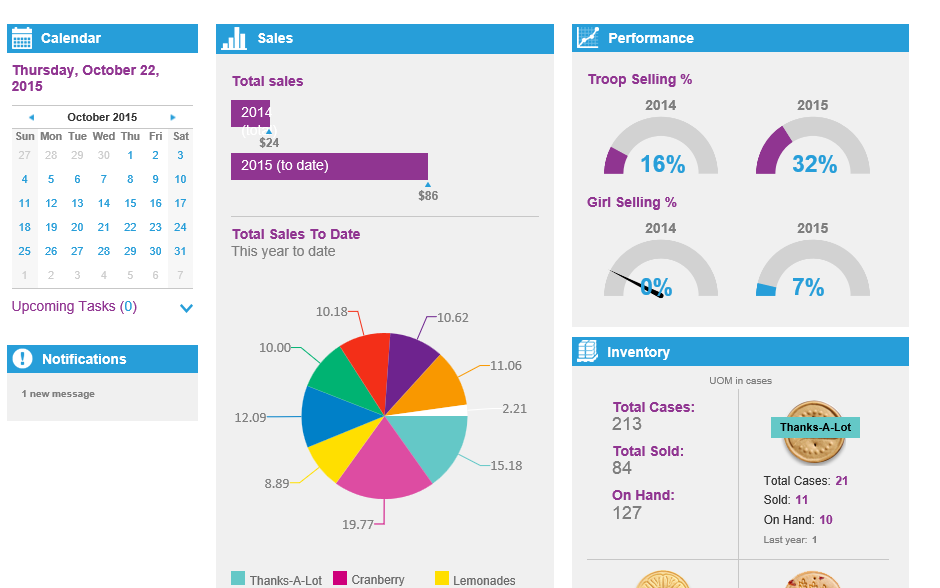 Calendar
Thursday, October 22,
2015
October 2015
Sun Mon Tue Wed Thu Fri Sat
27 28 29 30 1 2 3
4 5 6 7 8 9 10
11 12 13 14 15 16 17
18 19 20 21 22 23 24
25 26 27 28 29 30 31
1 2 3 4 5 6 7
Upcoming Tasks (0)
Notifications
1 new message
Sales
Total sales
2014
$24
2015 (to date)
$86
Total Sales To Date
This year to date
10.18
10.62
10.00
11.06
12.09
2.21
15.18
8.89
19.77
Thanks-A-Lot
Cranberry
Lemonades
Performance
Troop Selling %
2014 2015
16% 32%
Girl Selling %
2014 2015
0% 7%
Inventory
UOM in cases
Total Cases:
213
Total Sold:
84
On Hand:
127
Thanks-A-Lot
Total Cases: 21
Sold: 11
On Hand: 10
Last year: 1